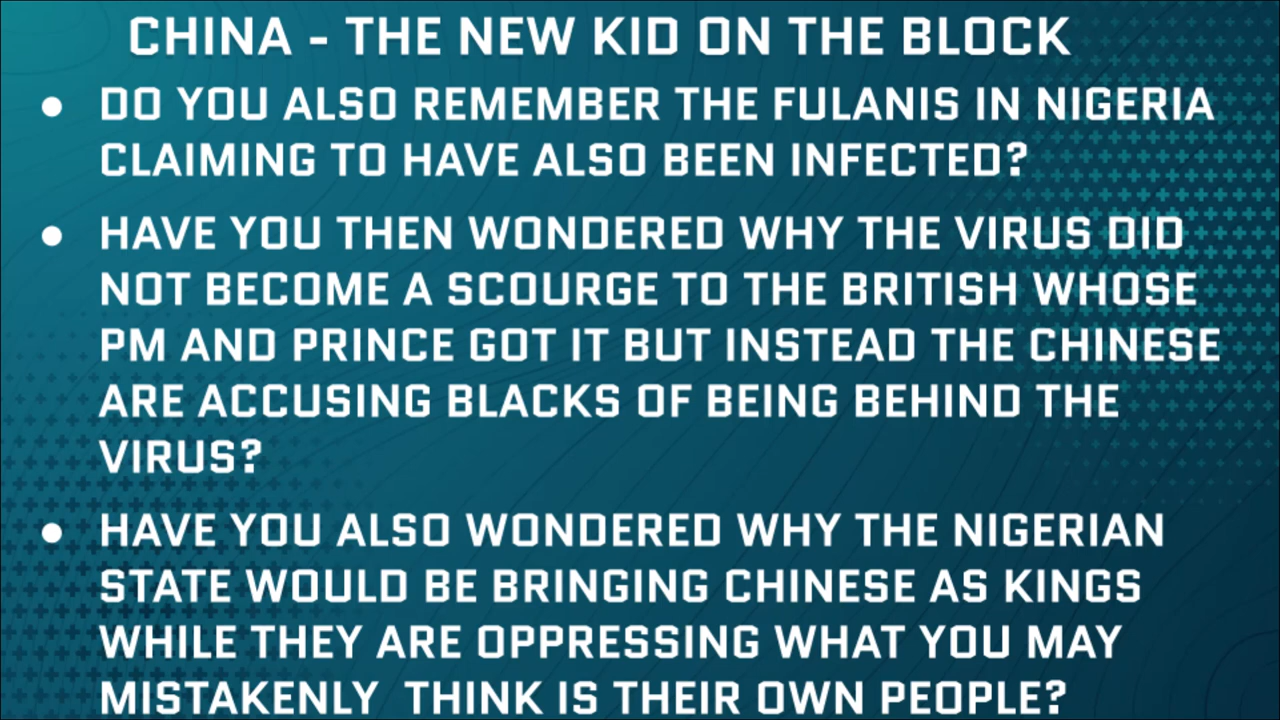 CHINA - THE NEW KID ON THE BLOCK
● DO YOU ALSO REMEMBER THE FULANIS IN NIGERIA
CLAIMING TO HAVE ALSO BEEN INFECTED?
● HAVE YOU THEN WONDERED WHY THE VIRUS DID
NOT BECOME A SCOURGE TO THE BRITISH WHOSE
PM AND PRINCE GOT IT BUT INSTEAD THE CHINESE
ARE ACCUSING BLACKS OF BEING BEHIND THE
VIRUS?
● HAVE YOU ALSO WONDERED WHY THE NIGERIAN
STATE WOULD BE BRINGING CHINESE AS KINGS
WHILE THEY ARE OPPRESSING WHAT YOU MAY
MISTAKENLY  THINK IS THEIR OWN PEOPLE?